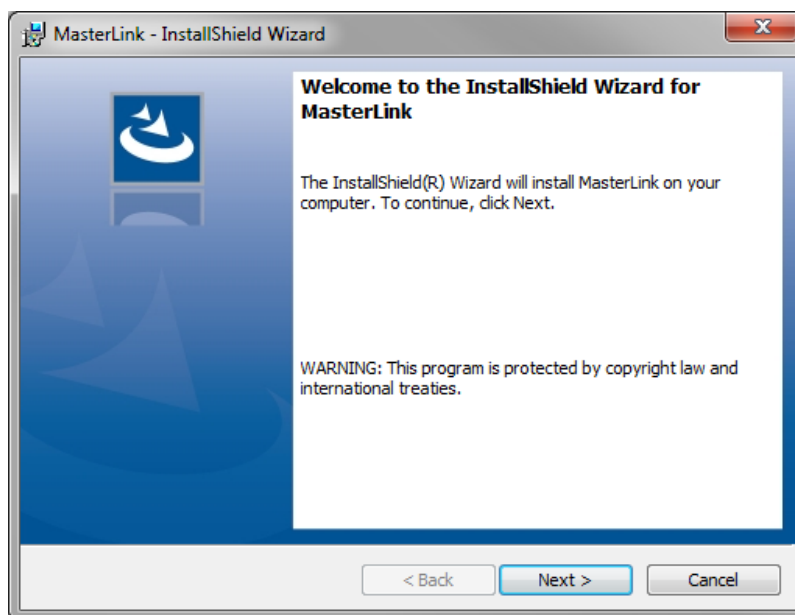 MasterLink - InstallShield Wizard
Welcome to the InstallShield Wizard for
MasterLink
The InstallShield(R) Wizard will install MasterLink on your
computer. To continue, click Next.
WARNING: This program is protected by copyright law and
international treaties.
< Back Next > Cancel